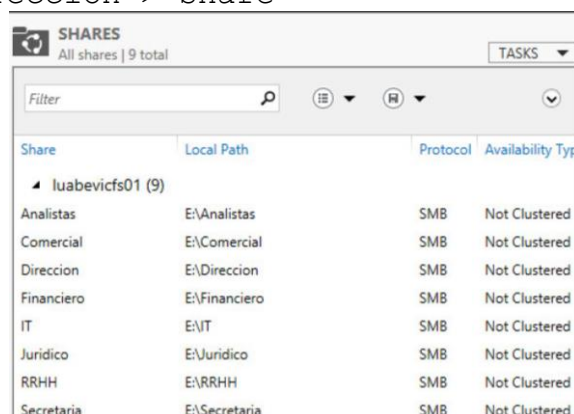 SHARES
All shares | 9 total
TASKS
Filter
Share Local Path Protocol Availability Typ
luabevicfs01 (9)
Analistas E:\Analistas SMB Not Clustered
Comercial E:\Comercial SMB Not Clustered
Direccion E:\Direccion SMB Not Clustered
Financiero E:\Financiero SMB Not Clustered
IT E:\IT SMB Not Clustered
Juridico E:\Juridico SMB Not Clustered
RRHH E:\RRHH SMB Not Clustered
Secretaria E:\Secretaria SMB Not Clustered